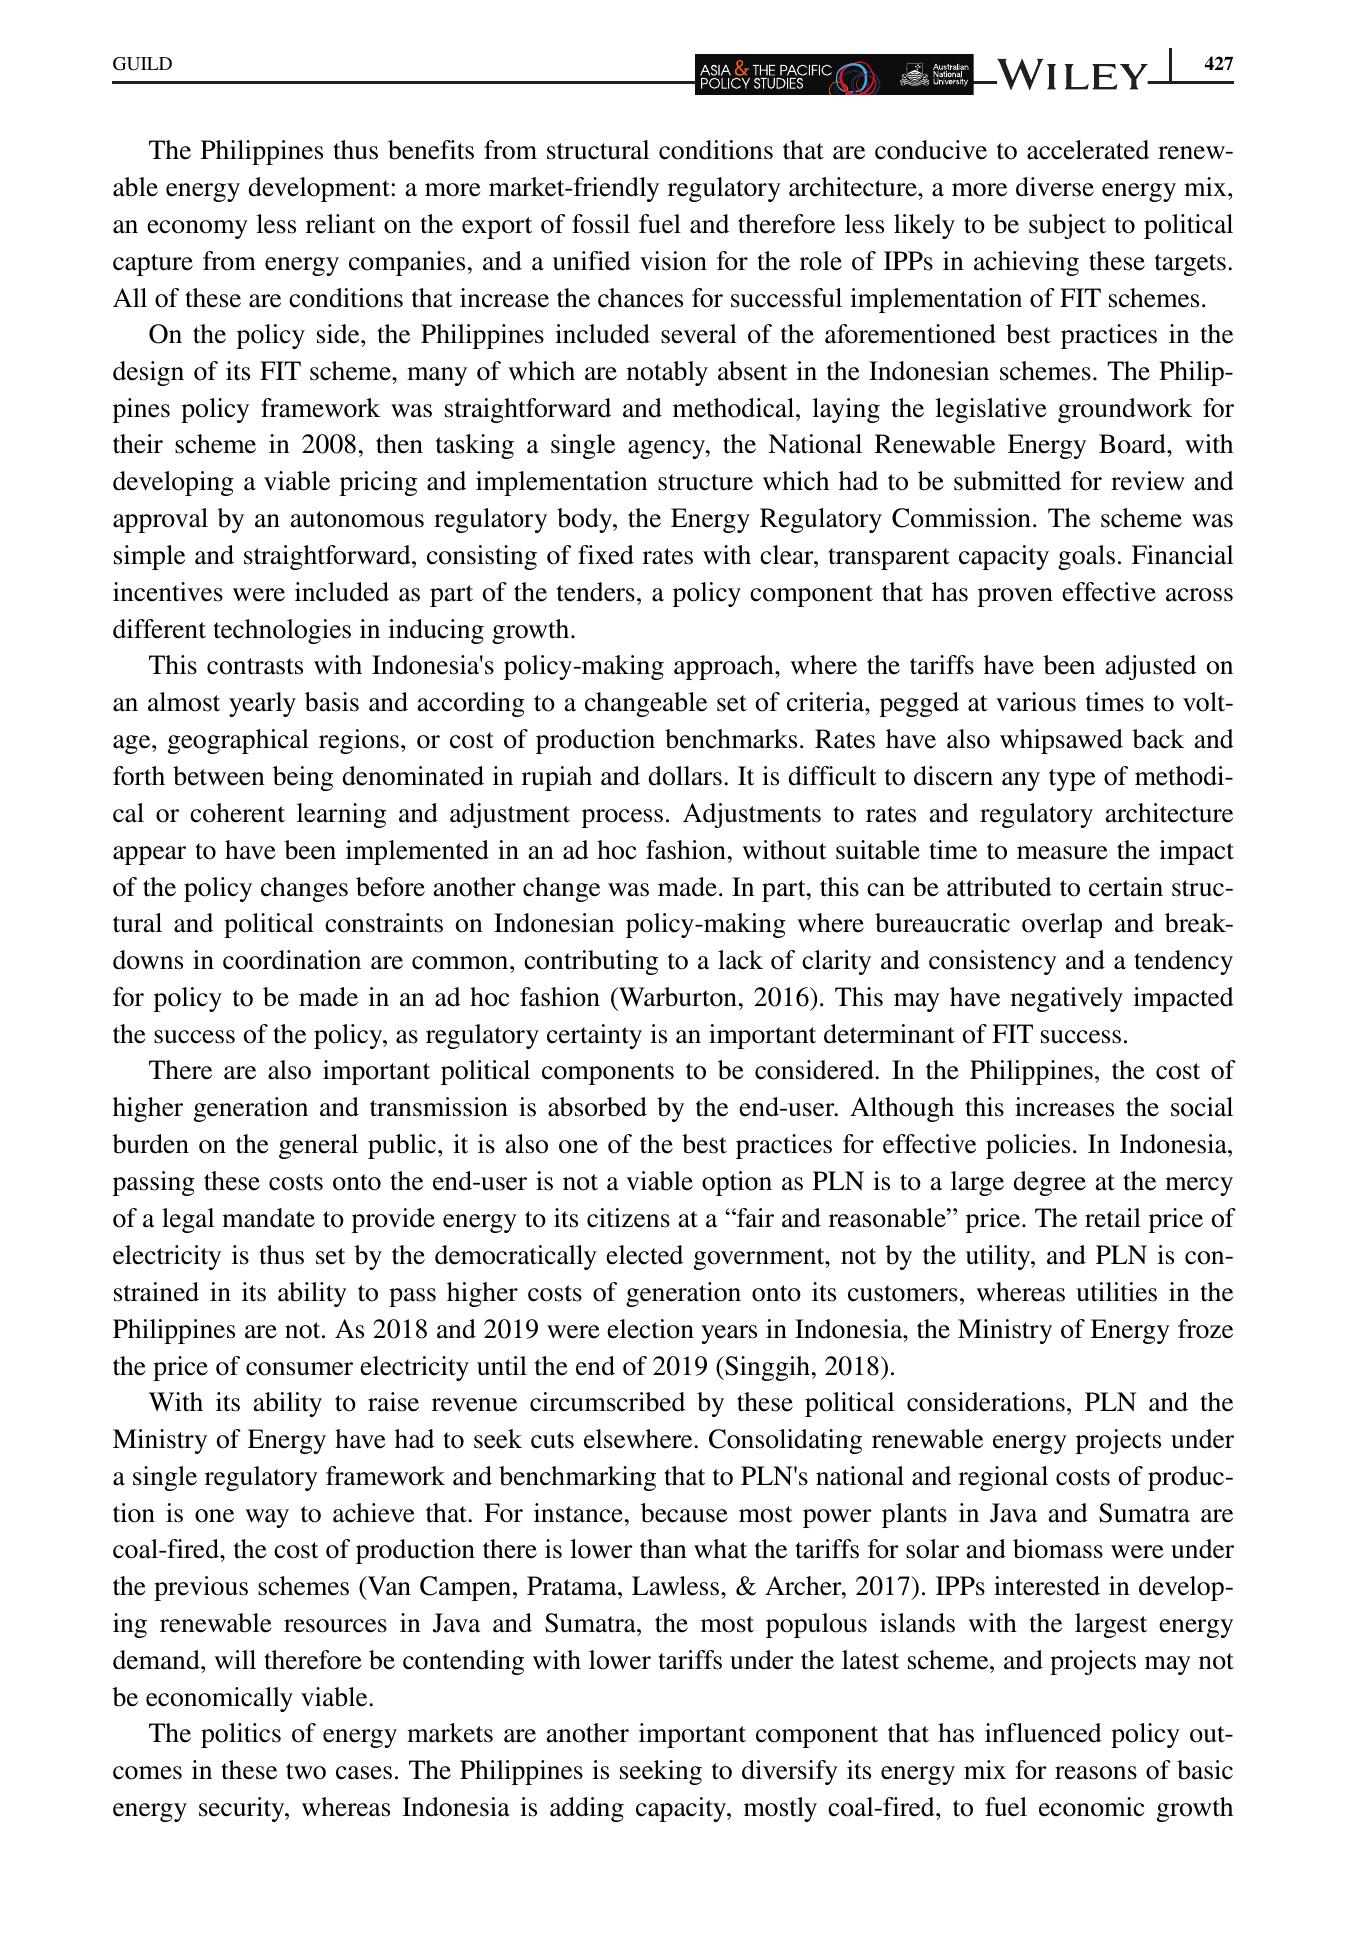 GUILD
ASIA & THE PACIFIC
POLICY STUDIES
Australian
National
University
WILEY
427
The Philippines thus benefits from structural conditions that are conducive to accelerated renew-
able energy development: a more market-friendly regulatory architecture, a more diverse energy mix,
an economy less reliant on the export of fossil fuel and therefore less likely to be subject to political
capture from energy companies, and a unified vision for the role of IPPs in achieving these targets.
All of these are conditions that increase the chances for successful implementation of FIT schemes.
On the policy side, the Philippines included several of the aforementioned best practices in the
design of its FIT scheme, many of which are notably absent in the Indonesian schemes. The Philip-
pines policy framework was straightforward and methodical, laying the legislative groundwork for
their scheme in 2008, then tasking a single agency, the National Renewable Energy Board, with
developing a viable pricing and implementation structure which had to be submitted for review and
approval by an autonomous regulatory body, the Energy Regulatory Commission. The scheme was
simple and straightforward, consisting of fixed rates with clear, transparent capacity goals. Financial
incentives were included as part of the tenders, a policy component that has proven effective across
different technologies in inducing growth.
This contrasts with Indonesia's policy-making approach, where the tariffs have been adjusted on
an almost yearly basis and according to a changeable set of criteria, pegged at various times to volt-
age, geographical regions, or cost of production benchmarks. Rates have also whipsawed back and
forth between being denominated in rupiah and dollars. It is difficult to discern any type of methodi-
cal or coherent learning and adjustment process. Adjustments to rates and regulatory architecture
appear to have been implemented in an ad hoc fashion, without suitable time to measure the impact
of the policy changes before another change was made. In part, this can be attributed to certain struc-
tural and political constraints on Indonesian policy-making where bureaucratic overlap and break-
downs in coordination are common, contributing to a lack of clarity and consistency and a tendency
for policy to be made in an ad hoc fashion (Warburton, 2016). This may have negatively impacted
the success of the policy, as regulatory certainty is an important determinant of FIT success.
There are also important political components to be considered. In the Philippines, the cost of
higher generation and transmission is absorbed by the end-user. Although this increases the social
burden on the general public, it is also one of the best practices for effective policies. In Indonesia,
passing these costs onto the end-user is not a viable option as PLN is to a large degree at the mercy
of a legal mandate to provide energy to its citizens at a “fair and reasonable” price. The retail price of
electricity is thus set by the democratically elected government, not by the utility, and PLN is con-
strained in its ability to pass higher costs of generation onto its customers, whereas utilities in the
Philippines are not. As 2018 and 2019 were election years in Indonesia, the Ministry of Energy froze
the price of consumer electricity until the end of 2019 (Singgih, 2018).
With its ability to raise revenue circumscribed by these political considerations, PLN and the
Ministry of Energy have had to seek cuts elsewhere. Consolidating renewable energy projects under
a single regulatory framework and benchmarking that to PLN's national and regional costs of produc-
tion is one way to achieve that. For instance, because most power plants in Java and Sumatra are
coal-fired, the cost of production there is lower than what the tariffs for solar and biomass were under
the previous schemes (Van Campen, Pratama, Lawless, & Archer, 2017). IPPs interested in develop-
ing renewable resources in Java and Sumatra, the most populous islands with the largest energy
demand, will therefore be contending with lower tariffs under the latest scheme, and projects may not
be economically viable.
The politics of energy markets are another important component that has influenced policy out-
comes in these two cases. The Philippines is seeking to diversify its energy mix for reasons of basic
energy security, whereas Indonesia is adding capacity, mostly coal-fired, to fuel economic growth